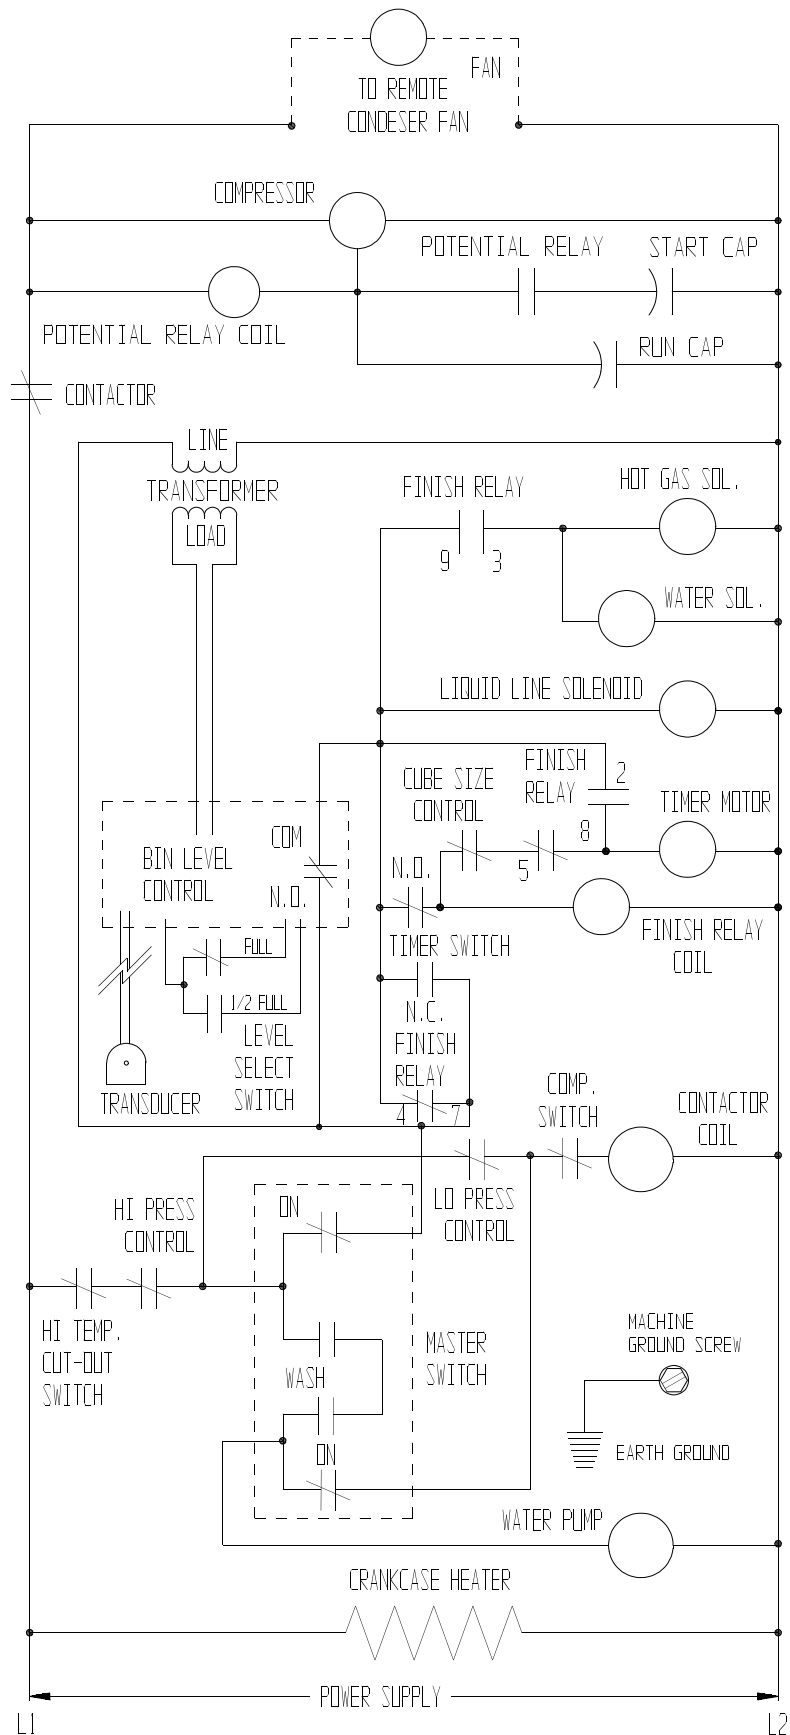 FAN
TO REMOTE
CONDESER FAN
COMPRESSOR
POTENTIAL RELAY
START CAP
POTENTIAL RELAY COIL
RUN CAP
CONTACTOR
LINE
TRANSFORMER
LOAD
FINISH RELAY
HOT GAS SOL.
9
3
WATER SOL.
LIQUID LINE SOLENOID
FINISH
RELAY
2
CUBE SIZE
CONTROL
TIMER MOTOR
8
5
COM
BIN LEVEL
CONTROL
N.O.
N.O.
FULL
TIMER SWITCH
FINISH RELAY
COIL
1/2 FULL
LEVEL
SELECT
SWITCH
N.C.
FINISH
RELAY
4
7
TRANSDUCER
COMP.
SWITCH
CONTACTOR
COIL
HI PRESS
CONTROL
ON
LO PRESS
CONTROL
HI TEMP.
CUT-OUT
SWITCH
MASTER
SWITCH
WASH
ON
MACHINE
GROUND SCREW
EARTH GROUND
WATER PUMP
CRANKCASE HEATER
POWER SUPPLY
L1
L2